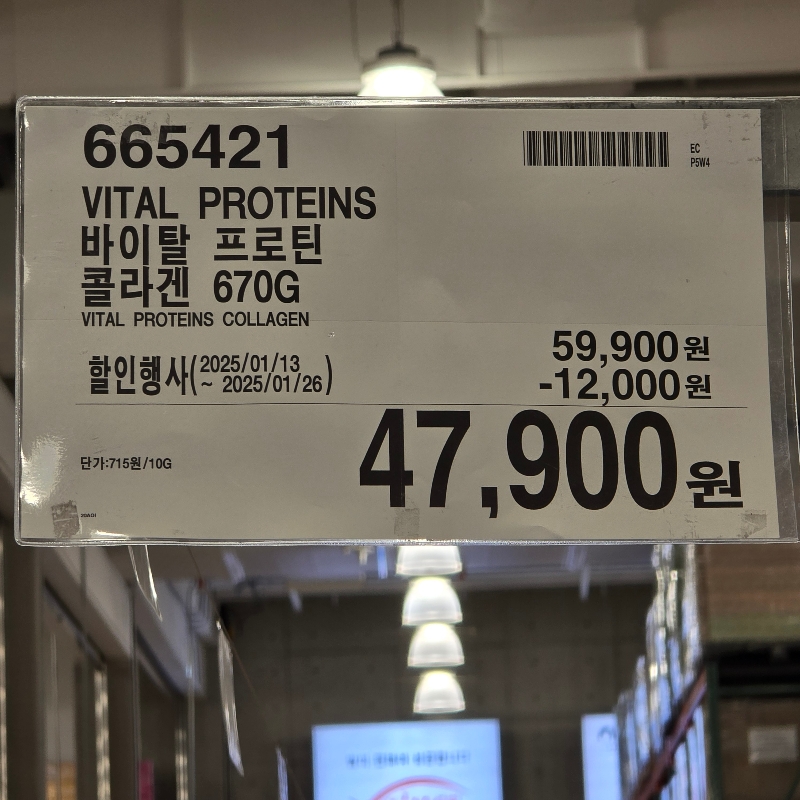 665421
EC
P5W4
VITAL PROTEINS
바이탈 프로틴
콜라겐 670G
VITAL PROTEINS COLLAGEN
59,900원
할인행사(2025/01/13
~ 2025/01/26)
-12,000원
47,900원
단가:715원/10G